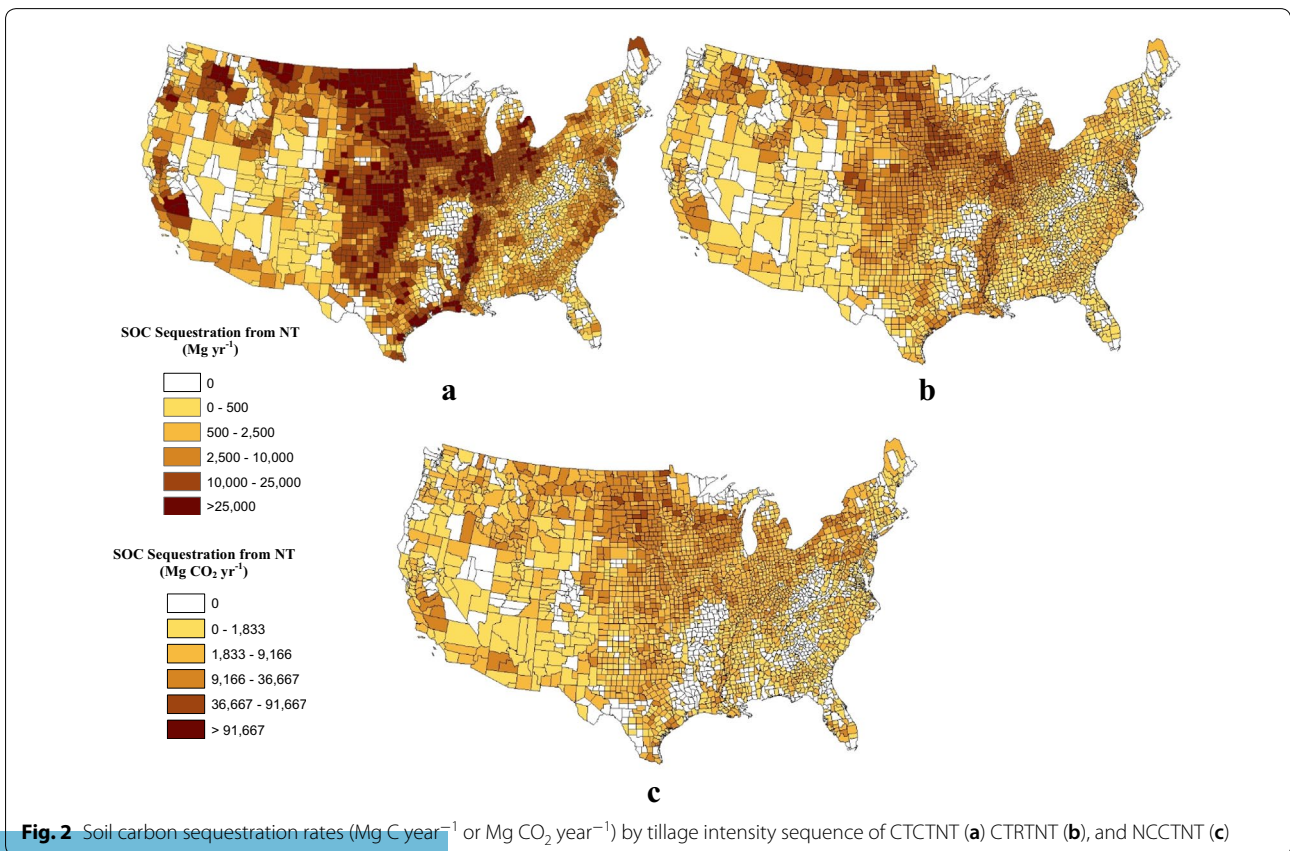 a
b
SOC Sequestration from NT
(Mg yr⁻¹)
0
0 - 500
500 - 2,500
2,500 - 10,000
10,000 - 25,000
>25,000
SOC Sequestration from NT
(Mg CO₂ yr⁻¹)
0
0 - 1,833
1,833 - 9,166
9,166 - 36,667
36,667 - 91,667
> 91,667
c
Fig. 2 Soil carbon sequestration rates (Mg C year⁻¹ or Mg CO₂ year⁻¹) by tillage intensity sequence of CTCTNT (a) CTRTNT (b), and NCCTNT (c)